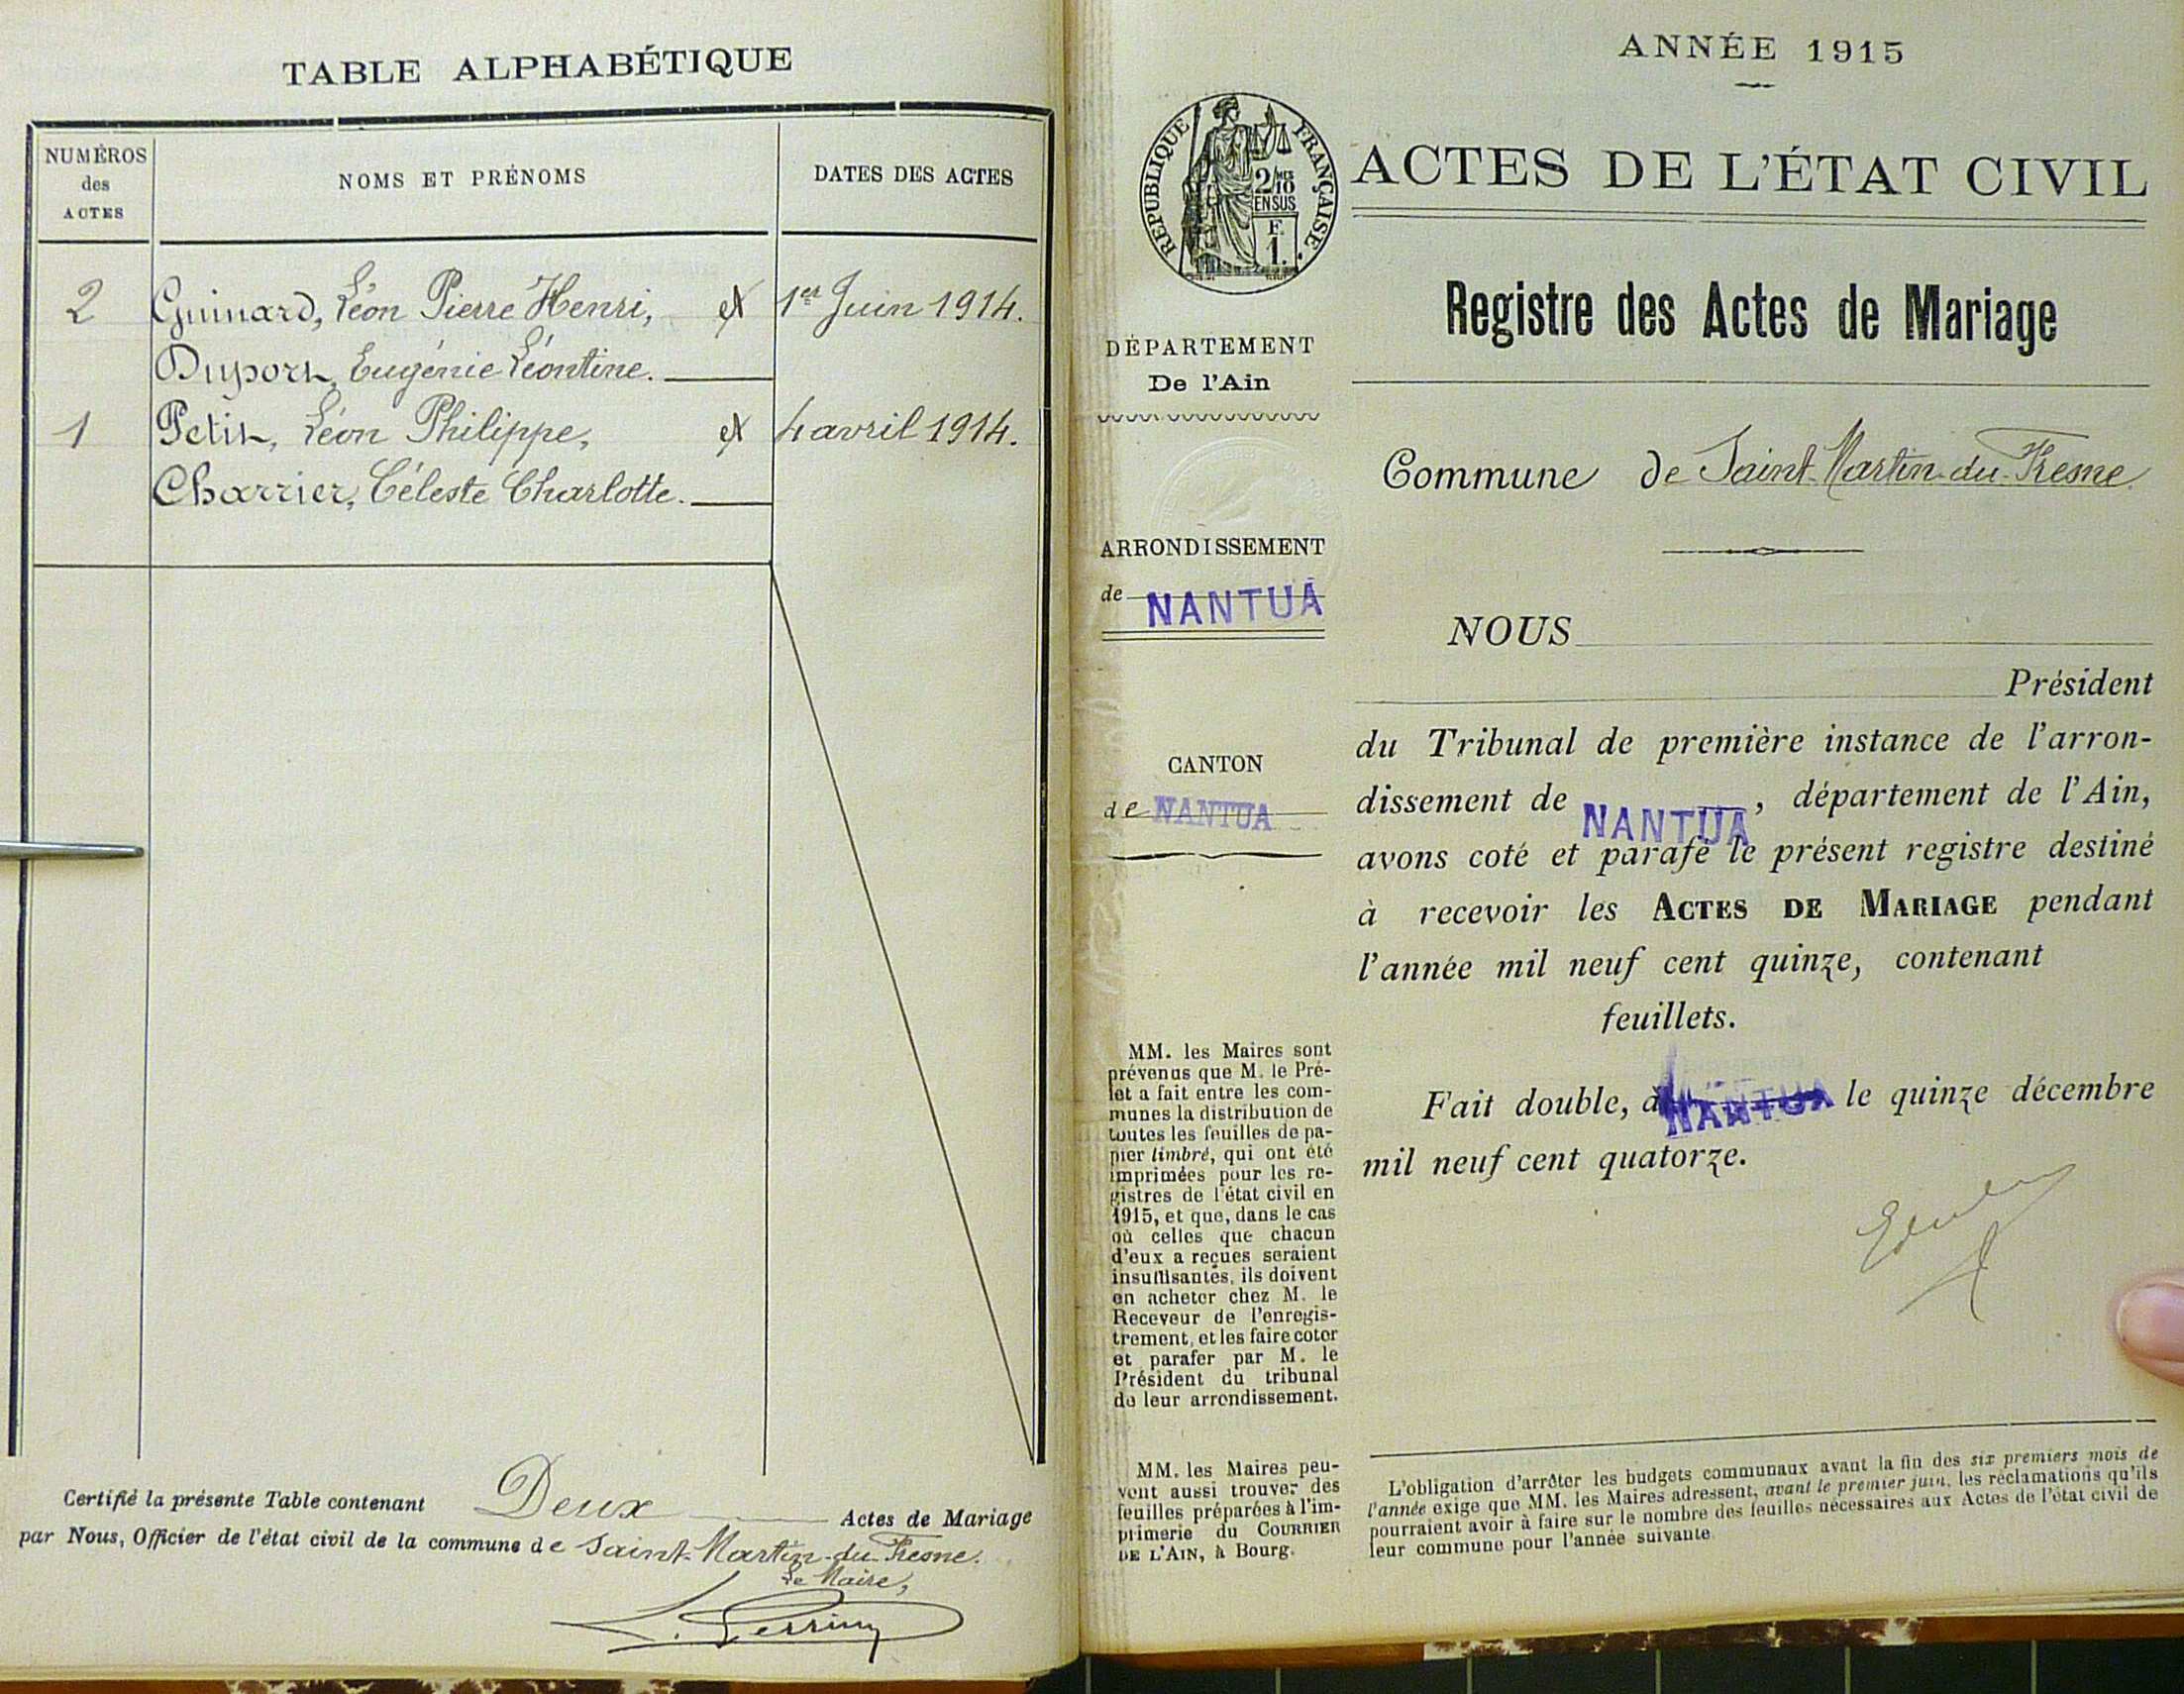 TABLE ALPHABÉTIQUE
NUMÉROS des ACTES
NOMS ET PRÉNOMS
DATES DES ACTES
2 Guinard, Léon Pierre Henri, et 1er Juin 1914.
Duport, Eugénie Léontine.
1 Petit, Léon Philippe, et 4 avril 1914.
Charrier, Céleste Charlotte.
Certifié la présente Table contenant Deux Actes de Mariage
par Nous, Officier de l'état civil de la commune de Saint-Martin-du-Fresne.
Le Maire,
ANNÉE 1915
RÉPUBLIQUE FRANÇAISE
2/10 MES
EN SUS
F.
1.
ACTES DE L'ÉTAT CIVIL
Registre des Actes de Mariage
DÉPARTEMENT
De l'Ain
Commune de Saint-Martin-du-Fresne
ARRONDISSEMENT
de NANTUA
CANTON
de NANTUA
NOUS
Président
du Tribunal de première instance de l'arron-
dissement de NANTUA, département de l'Ain,
avons coté et parafé le présent registre destiné
à recevoir les ACTES DE MARIAGE pendant
l'année mil neuf cent quinze, contenant
feuillets.
Fait double, à NANTUA le quinze décembre
mil neuf cent quatorze.
MM. les Maires sont
prévenus que M. le Pré-
fet a fait entre les com-
munes la distribution de
toutes les feuilles de pa-
pier timbré, qui ont été
imprimées pour les re-
gistres de l'état civil en
1915, et que, dans le cas
où celles que chacun
d'eux a reçues seraient
insuffisantes, ils doivent
en acheter chez M. le
Receveur de l'enregis-
trement, et les faire coter
et parafer par M. le
Président du tribunal
de leur arrondissement.
MM. les Maires peu-
vent aussi trouver des
feuilles préparées à l'im-
primerie du COURRIER
DE L'AIN, à Bourg.
L'obligation d'arrêter les budgets communaux avant la fin des six premiers mois de
l'année exige que MM. les Maires adressent, avant le premier juin, les réclamations qu'ils
pourraient avoir à faire sur le nombre des feuilles nécessaires aux Actes de l'état civil de
leur commune pour l'année suivante.